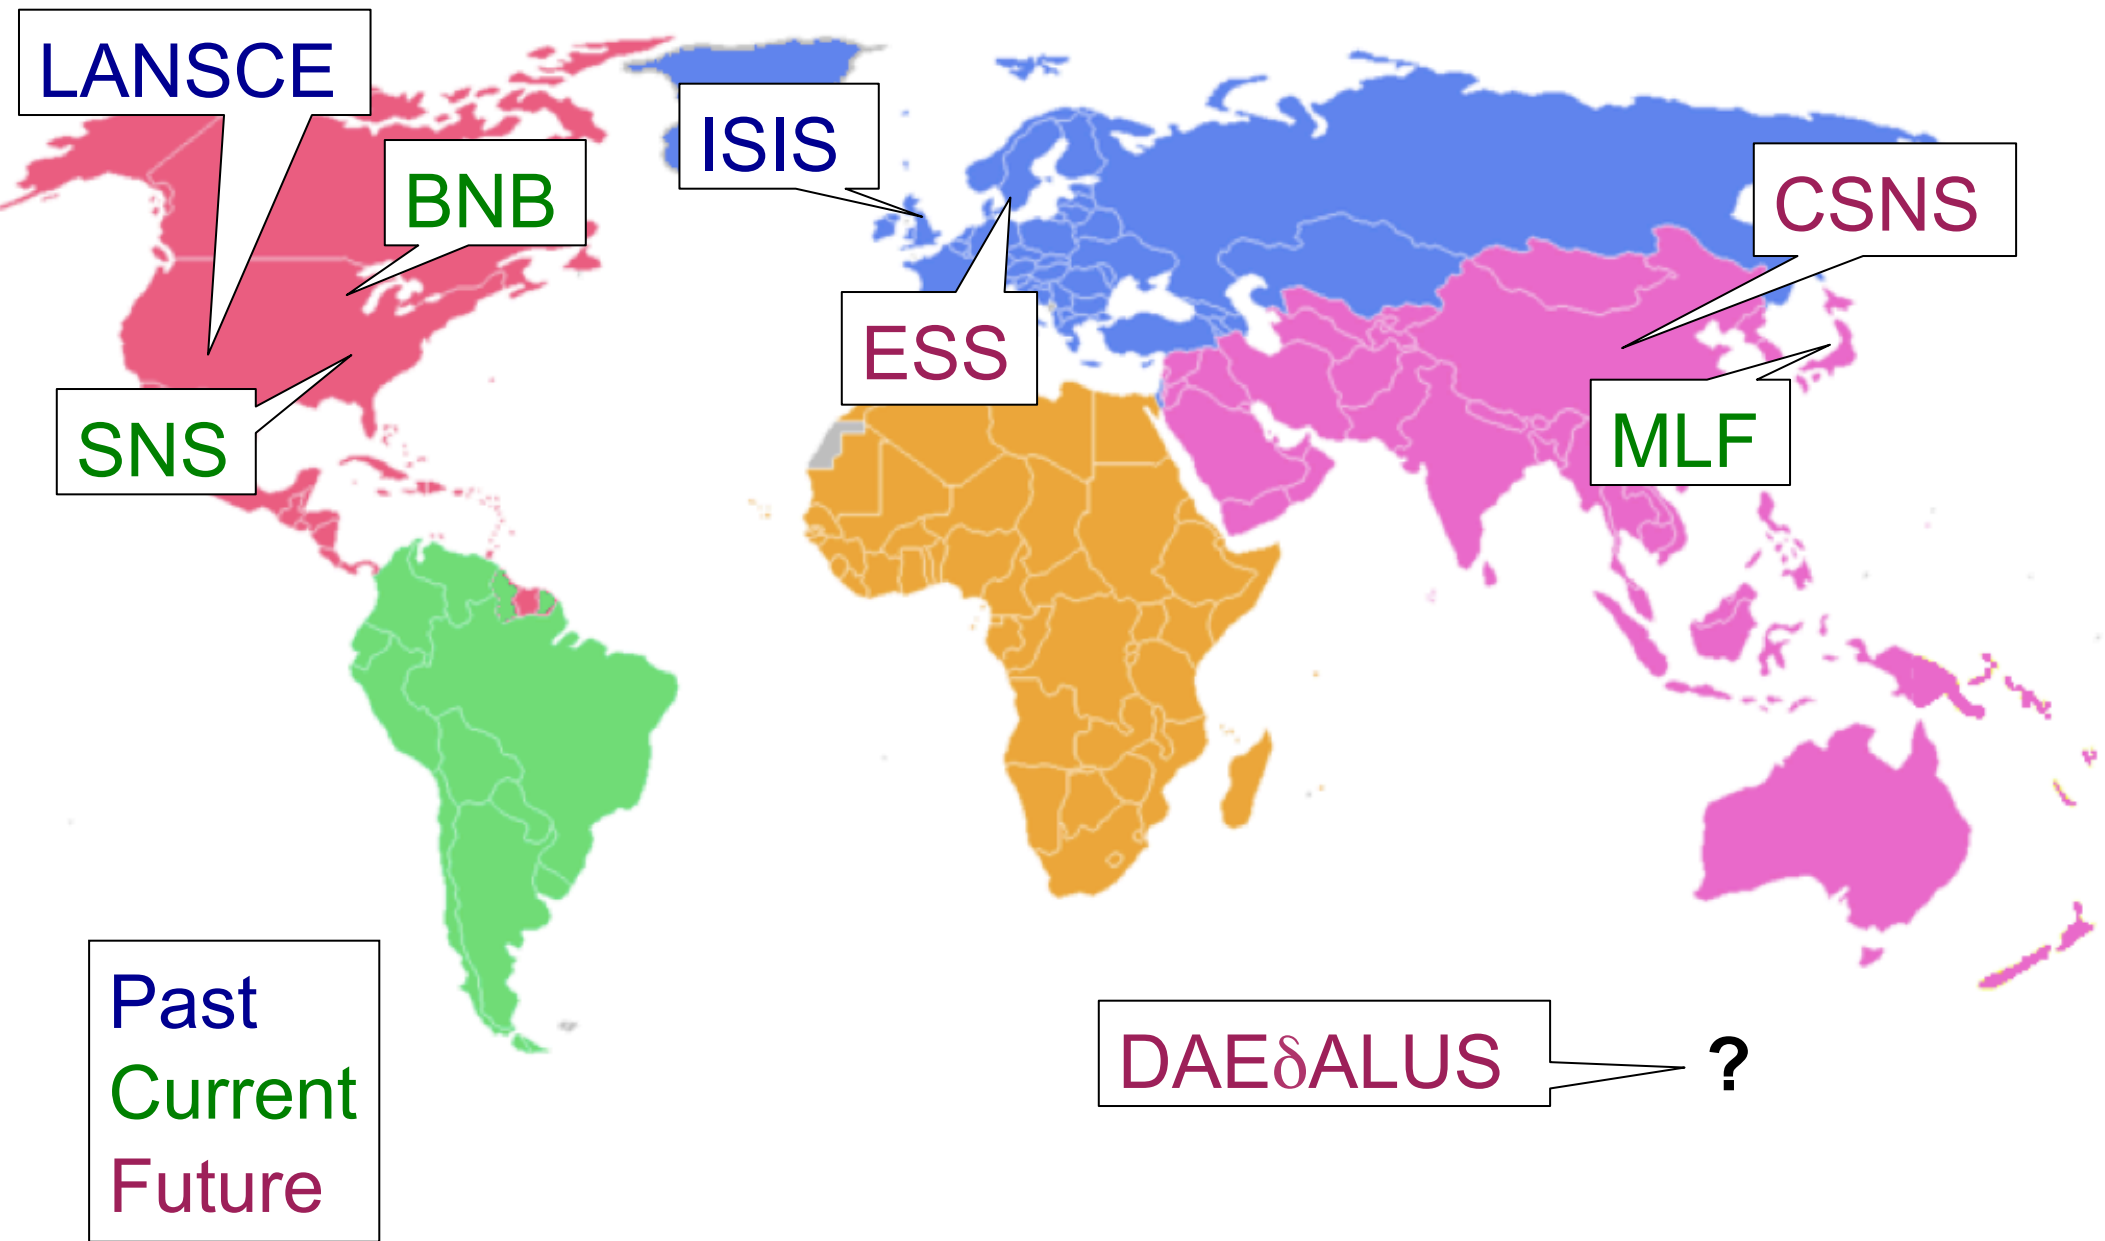 LANSCE
BNB
ISIS
CSNS
ESS
SNS
MLF
Past
Current
Future
DAEδALUS
?